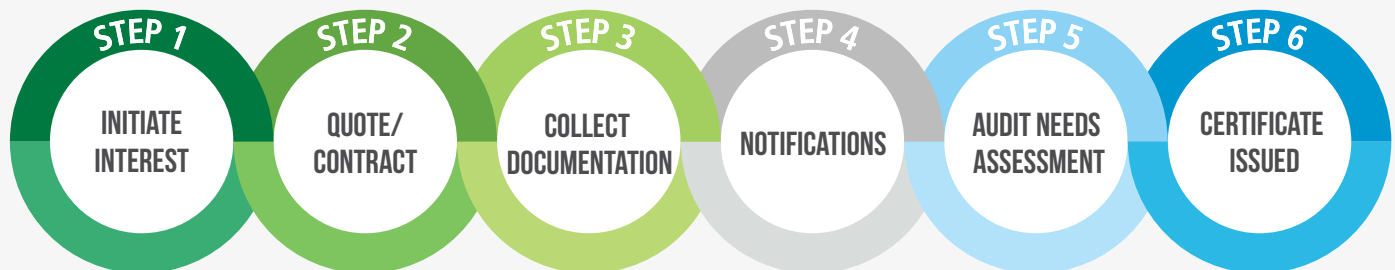 STEP 1
INITIATE
INTEREST
STEP 2
QUOTE/
CONTRACT
STEP 3
COLLECT
DOCUMENTATION
STEP 4
NOTIFICATIONS
STEP 5
AUDIT NEEDS
ASSESSMENT
STEP 6
CERTIFICATE
ISSUED